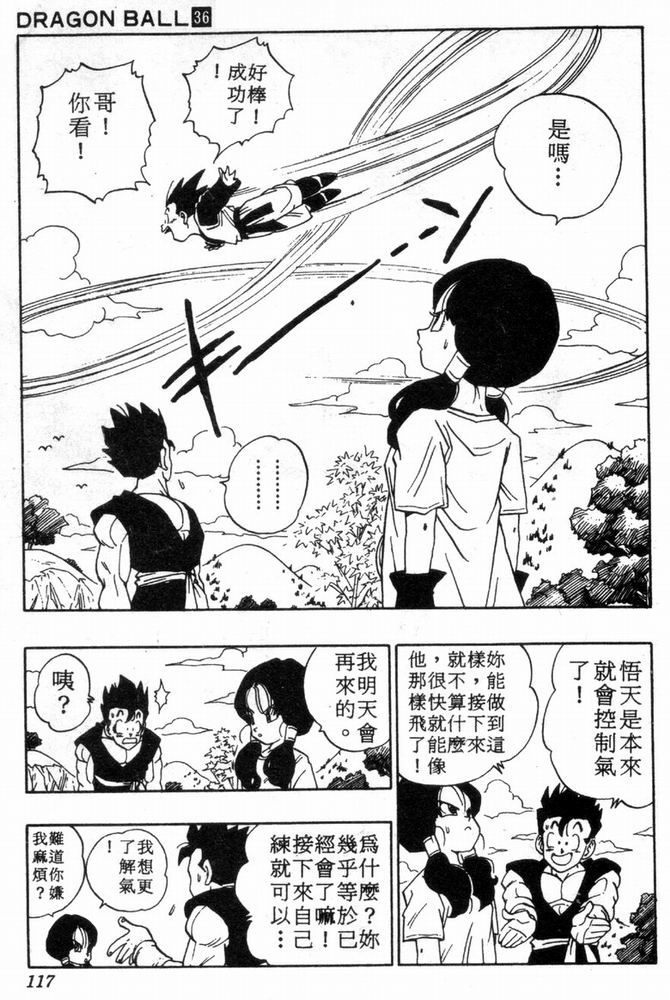 DRAGON BALL 36
是嗎…
好棒！
成功了
！
哥！
你看！
………
悟天是本來
就會控制氣
了！
妳能做到這
樣，接下來
就不算什麼
，很快就能像
他那樣飛了！
我明天會
再來的。
咦？
為什麼？妳
幾乎等於已
經會了嘛！
接下來自己
練就可以…
我想更
了解氣
！
難道你嫌
我麻煩？
117